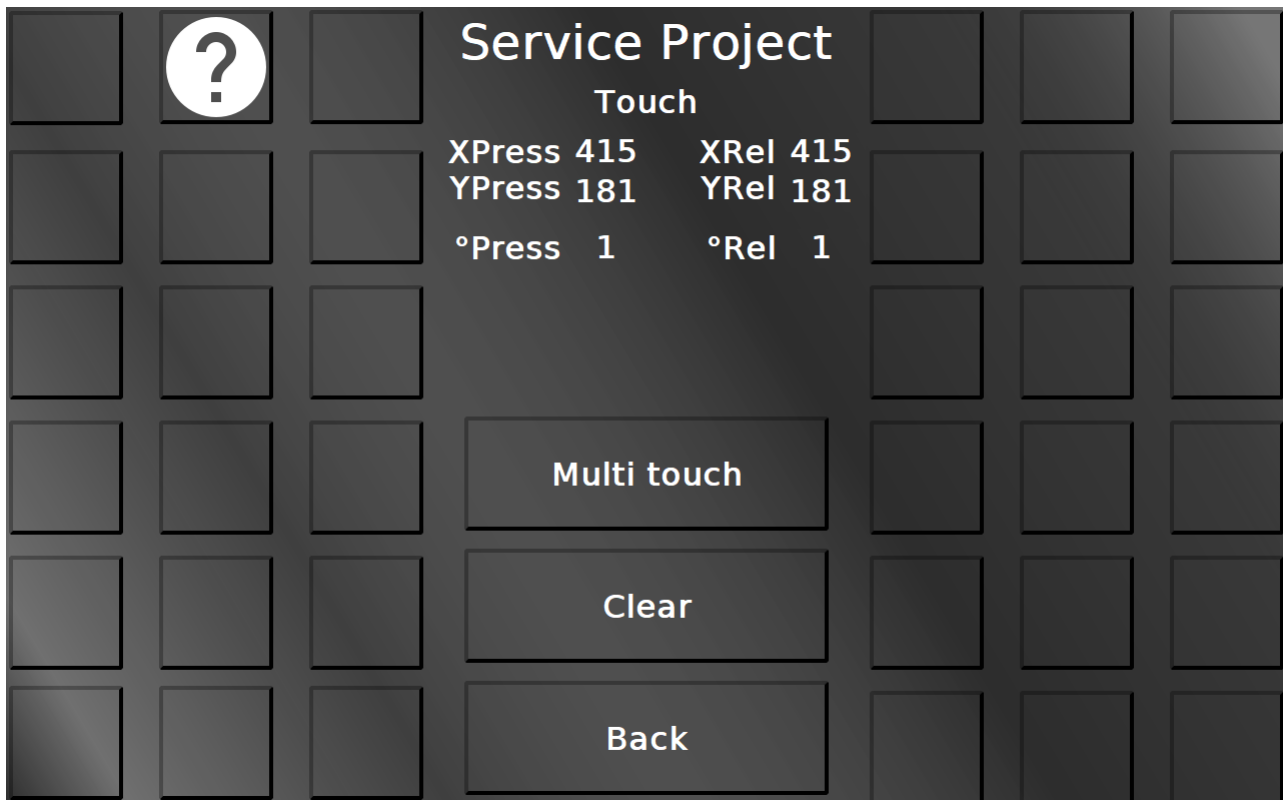 ?
Service Project
Touch
XPress 415 XRel 415
YPress 181 YRel 181
°Press 1 °Rel 1
Multi touch
Clear
Back